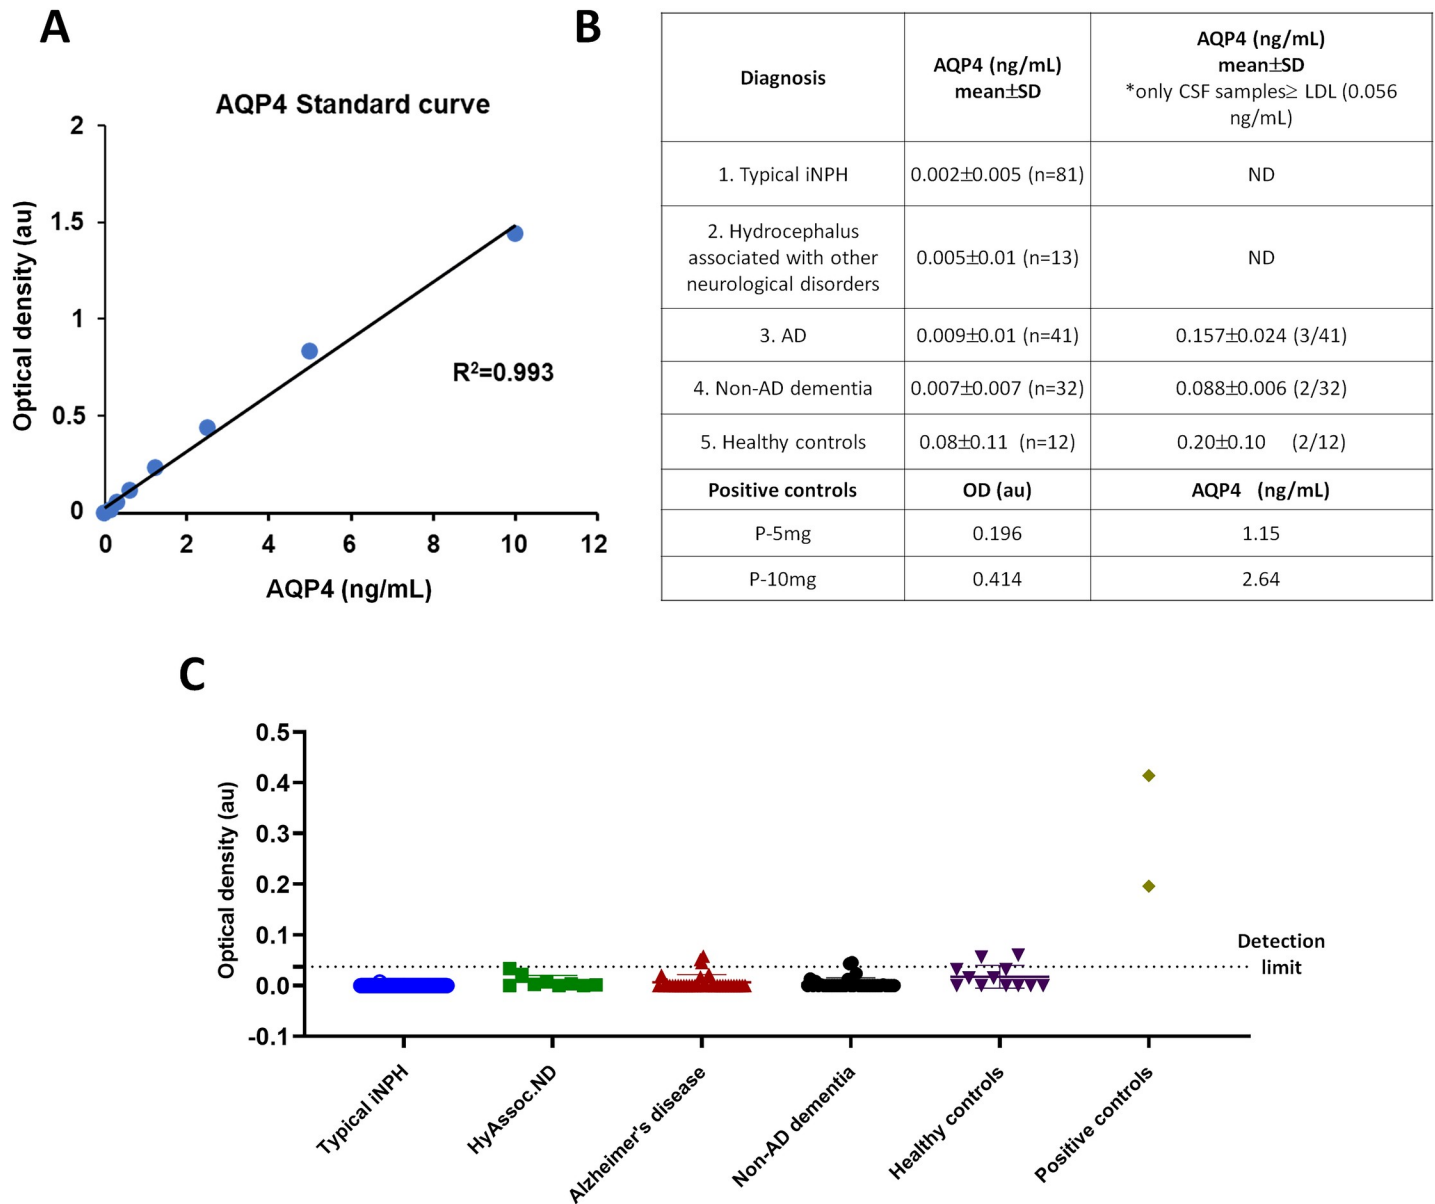 A
AQP4 Standard curve
Optical density (au)
2
1.5
1
0.5
0
R²=0.993
0 2 4 6 8 10 12
AQP4 (ng/mL)
B
Diagnosis
AQP4 (ng/mL)
mean±SD
AQP4 (ng/mL)
mean±SD
*only CSF samples≥ LDL (0.056
ng/mL)
1. Typical iNPH
0.002±0.005 (n=81)
ND
2. Hydrocephalus
associated with other
neurological disorders
0.005±0.01 (n=13)
ND
3. AD
0.009±0.01 (n=41)
0.157±0.024 (3/41)
4. Non-AD dementia
0.007±0.007 (n=32)
0.088±0.006 (2/32)
5. Healthy controls
0.08±0.11 (n=12)
0.20±0.10 (2/12)
Positive controls
OD (au)
AQP4 (ng/mL)
P-5mg
0.196
1.15
P-10mg
0.414
2.64
C
Optical density (au)
0.5
0.4
0.3
0.2
0.1
0.0
-0.1
Detection
limit
Typical iNPH
HyAssoc.ND
Alzheimer's disease
Non-AD dementia
Healthy controls
Positive controls